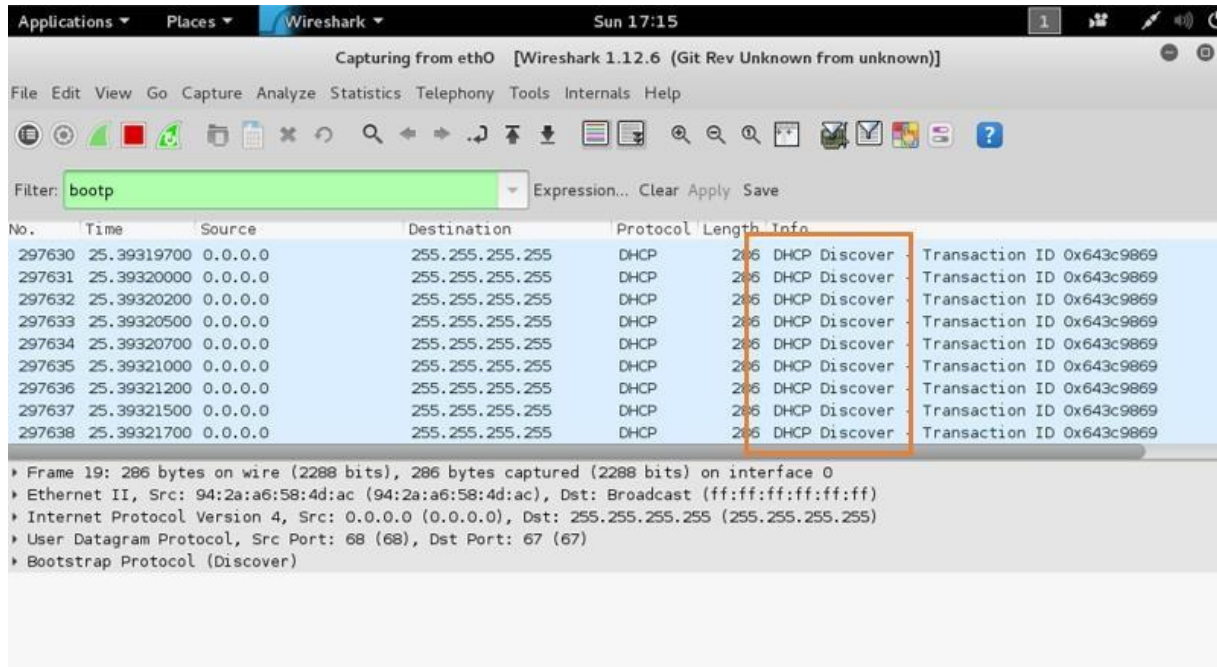 Applications Places Wireshark Sun 17:15 1
Capturing from eth0 [Wireshark 1.12.6 (Git Rev Unknown from unknown)]
File Edit View Go Capture Analyze Statistics Telephony Tools Internals Help
Filter: bootp Expression... Clear Apply Save
No. Time Source Destination Protocol Length Info
297630 25.39319700 0.0.0.0 255.255.255.255 DHCP 286 DHCP Discover - Transaction ID 0x643c9869
297631 25.39320000 0.0.0.0 255.255.255.255 DHCP 286 DHCP Discover - Transaction ID 0x643c9869
297632 25.39320200 0.0.0.0 255.255.255.255 DHCP 286 DHCP Discover - Transaction ID 0x643c9869
297633 25.39320500 0.0.0.0 255.255.255.255 DHCP 286 DHCP Discover - Transaction ID 0x643c9869
297634 25.39320700 0.0.0.0 255.255.255.255 DHCP 286 DHCP Discover - Transaction ID 0x643c9869
297635 25.39321000 0.0.0.0 255.255.255.255 DHCP 286 DHCP Discover - Transaction ID 0x643c9869
297636 25.39321200 0.0.0.0 255.255.255.255 DHCP 286 DHCP Discover - Transaction ID 0x643c9869
297637 25.39321500 0.0.0.0 255.255.255.255 DHCP 286 DHCP Discover - Transaction ID 0x643c9869
297638 25.39321700 0.0.0.0 255.255.255.255 DHCP 286 DHCP Discover - Transaction ID 0x643c9869
Frame 19: 286 bytes on wire (2288 bits), 286 bytes captured (2288 bits) on interface 0
Ethernet II, Src: 94:2a:a6:58:4d:ac (94:2a:a6:58:4d:ac), Dst: Broadcast (ff:ff:ff:ff:ff:ff)
Internet Protocol Version 4, Src: 0.0.0.0 (0.0.0.0), Dst: 255.255.255.255 (255.255.255.255)
User Datagram Protocol, Src Port: 68 (68), Dst Port: 67 (67)
Bootstrap Protocol (Discover)